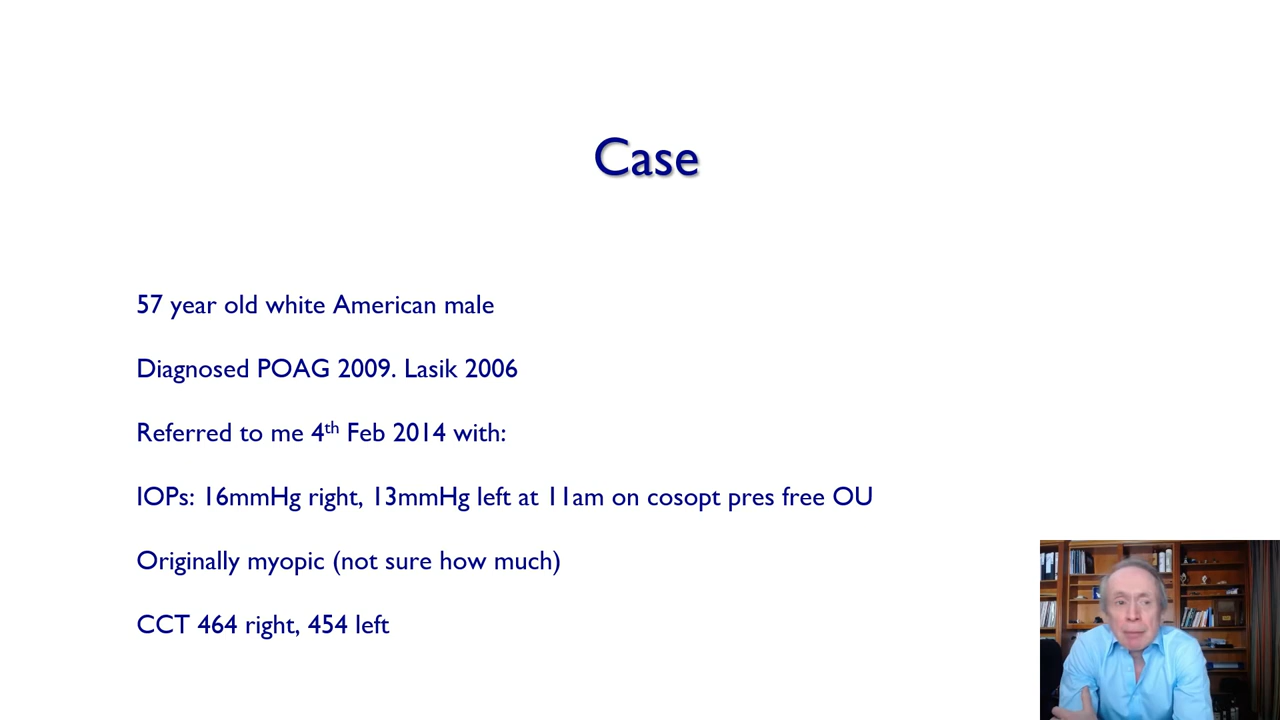 Case
57 year old white American male
Diagnosed POAG 2009. Lasik 2006
Referred to me 4th Feb 2014 with:
IOPs: 16mmHg right, 13mmHg left at 11am on cosopt pres free OU
Originally myopic (not sure how much)
CCT 464 right, 454 left